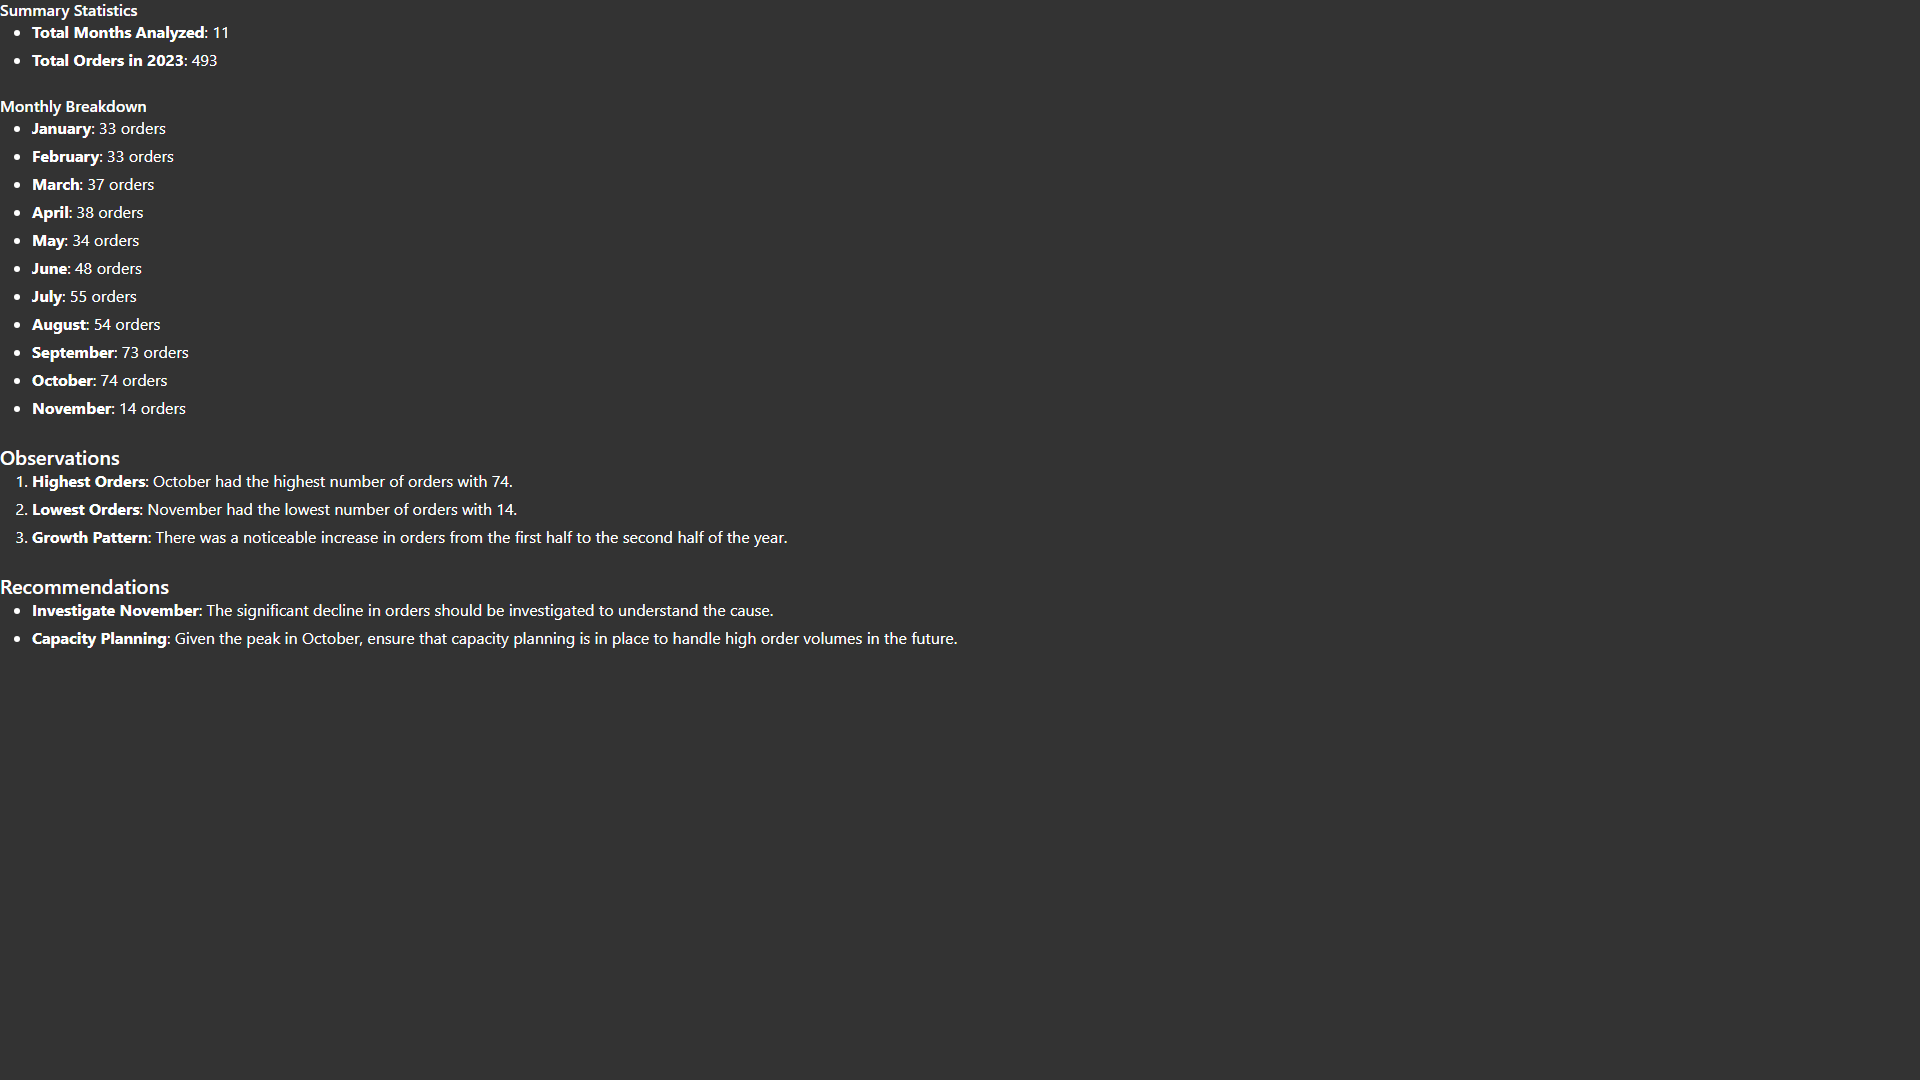 Summary Statistics
• Total Months Analyzed: 11
• Total Orders in 2023: 493
Monthly Breakdown
• January: 33 orders
• February: 33 orders
• March: 37 orders
• April: 38 orders
• May: 34 orders
• June: 48 orders
• July: 55 orders
• August: 54 orders
• September: 73 orders
• October: 74 orders
• November: 14 orders
Observations
1. Highest Orders: October had the highest number of orders with 74.
2. Lowest Orders: November had the lowest number of orders with 14.
3. Growth Pattern: There was a noticeable increase in orders from the first half to the second half of the year.
Recommendations
• Investigate November: The significant decline in orders should be investigated to understand the cause.
• Capacity Planning: Given the peak in October, ensure that capacity planning is in place to handle high order volumes in the future.